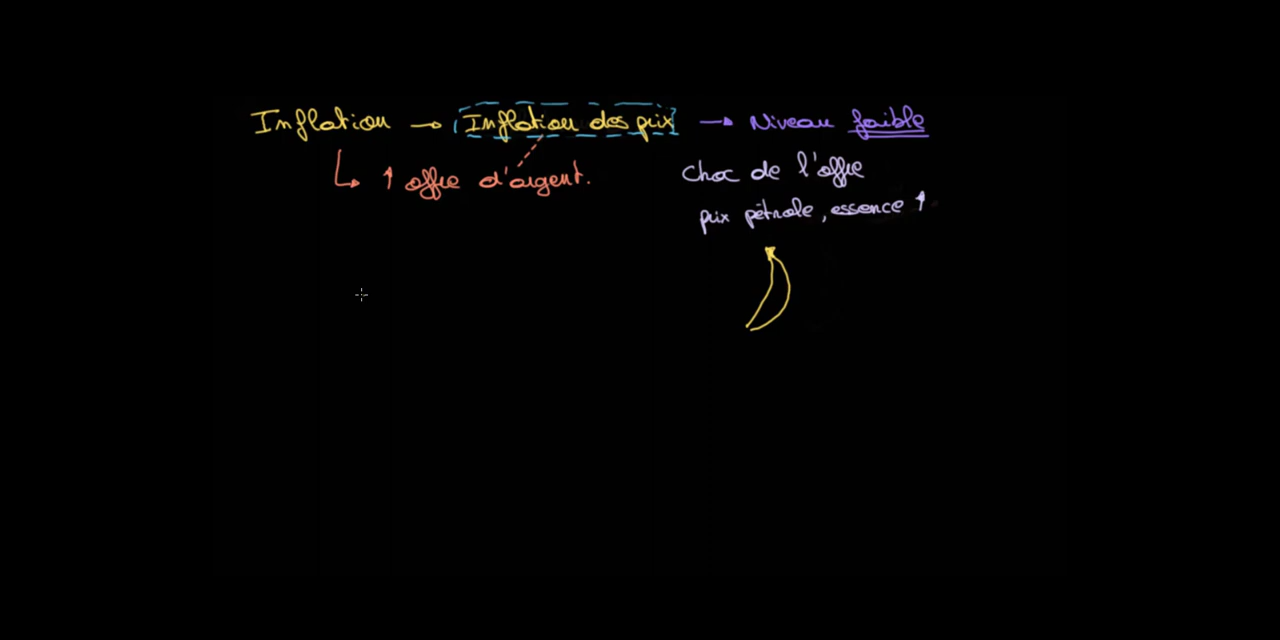 Inflation → Inflation des prix → Niveau faible
↳ ↑ offre d'argent.
Choc de l'offre
prix pétrole, essence ↑